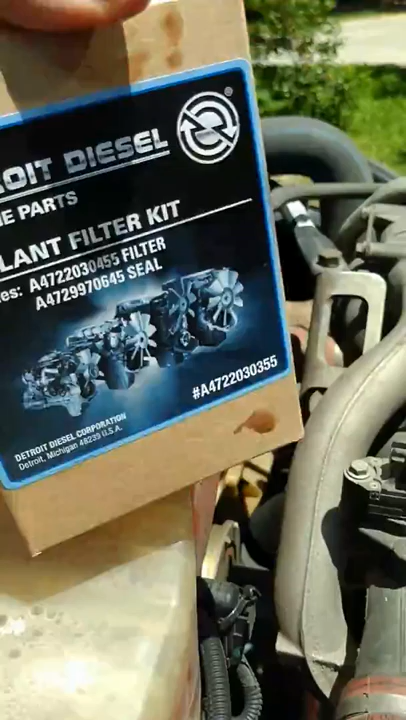 OIT DIESEL
®
NE PARTS
LANT FILTER KIT
es: A4722030455 FILTER
A4729970645 SEAL
#A4722030355
DETROIT DIESEL CORPORATION
Detroit, Michigan 48239 U.S.A.